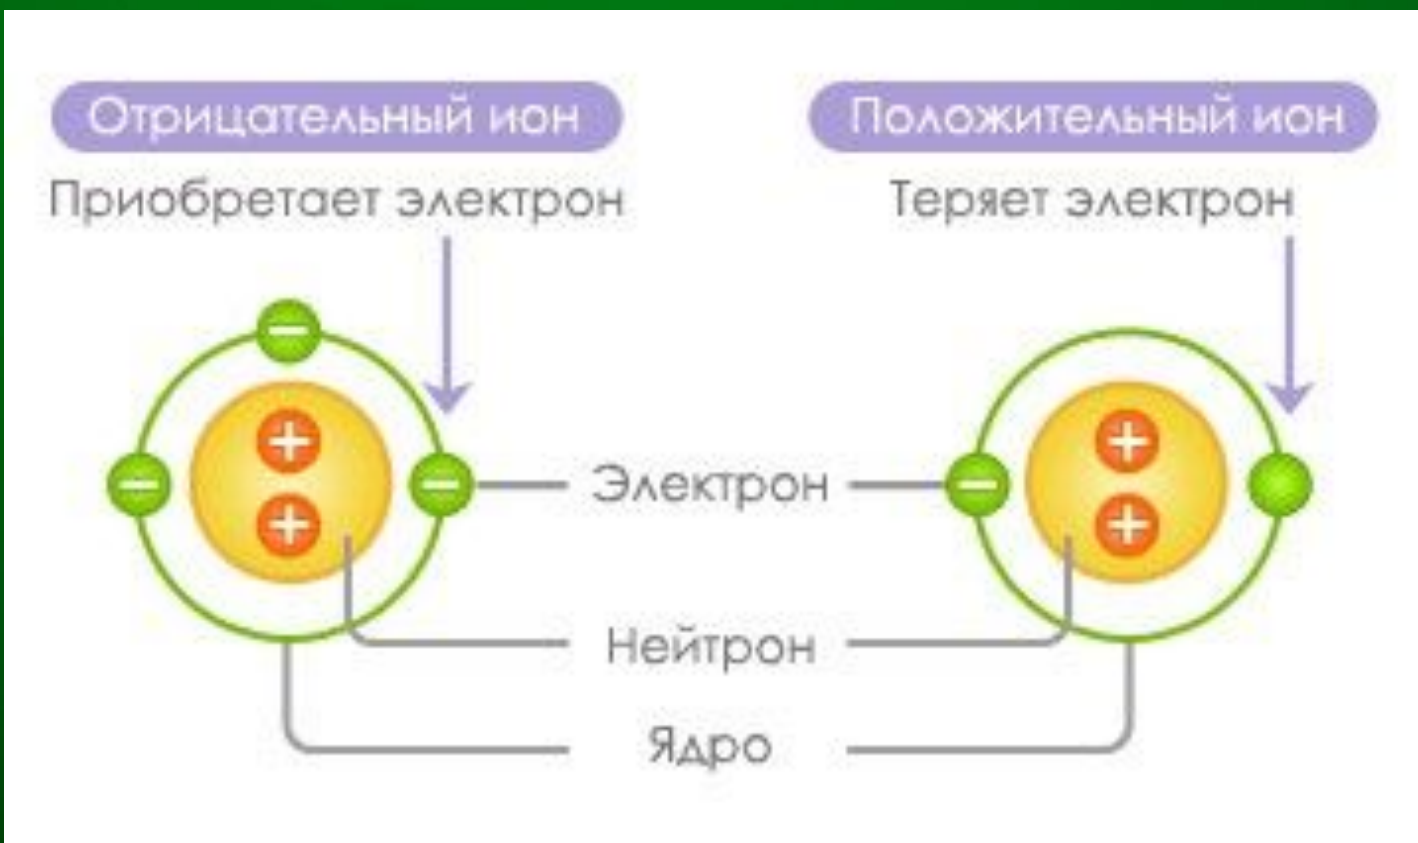 Отрицательный ион
Приобретает электрон
Положительный ион
Теряет электрон
Электрон
Нейтрон
Ядро